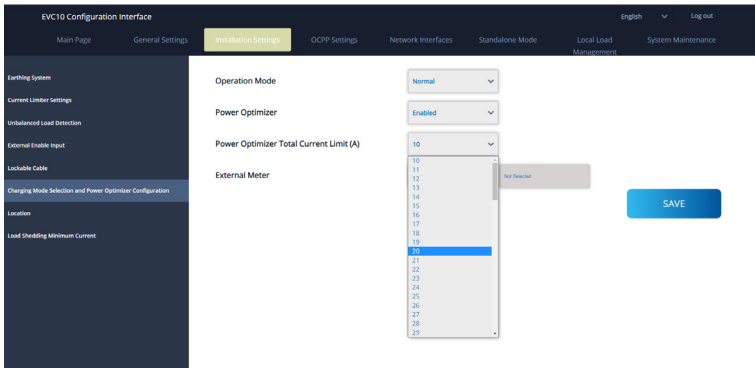 EVC10 Configuration Interface
English
Log out
Main Page
General Settings
Installation Settings
OCPP Settings
Network Interfaces
Standalone Mode
Local Load
Management
System Maintenance
Earthing System
Current Limiter Settings
Unbalanced Load Detection
External Enable Input
Lockable Cable
Charging Mode Selection and Power Optimizer Configuration
Location
Load Shedding Minimum Current
Operation Mode
Normal
Power Optimizer
Enabled
Power Optimizer Total Current Limit (A)
10
External Meter
Not Selected
10
11
12
13
14
15
16
17
18
19
20
21
22
23
24
25
26
27
28
29
SAVE